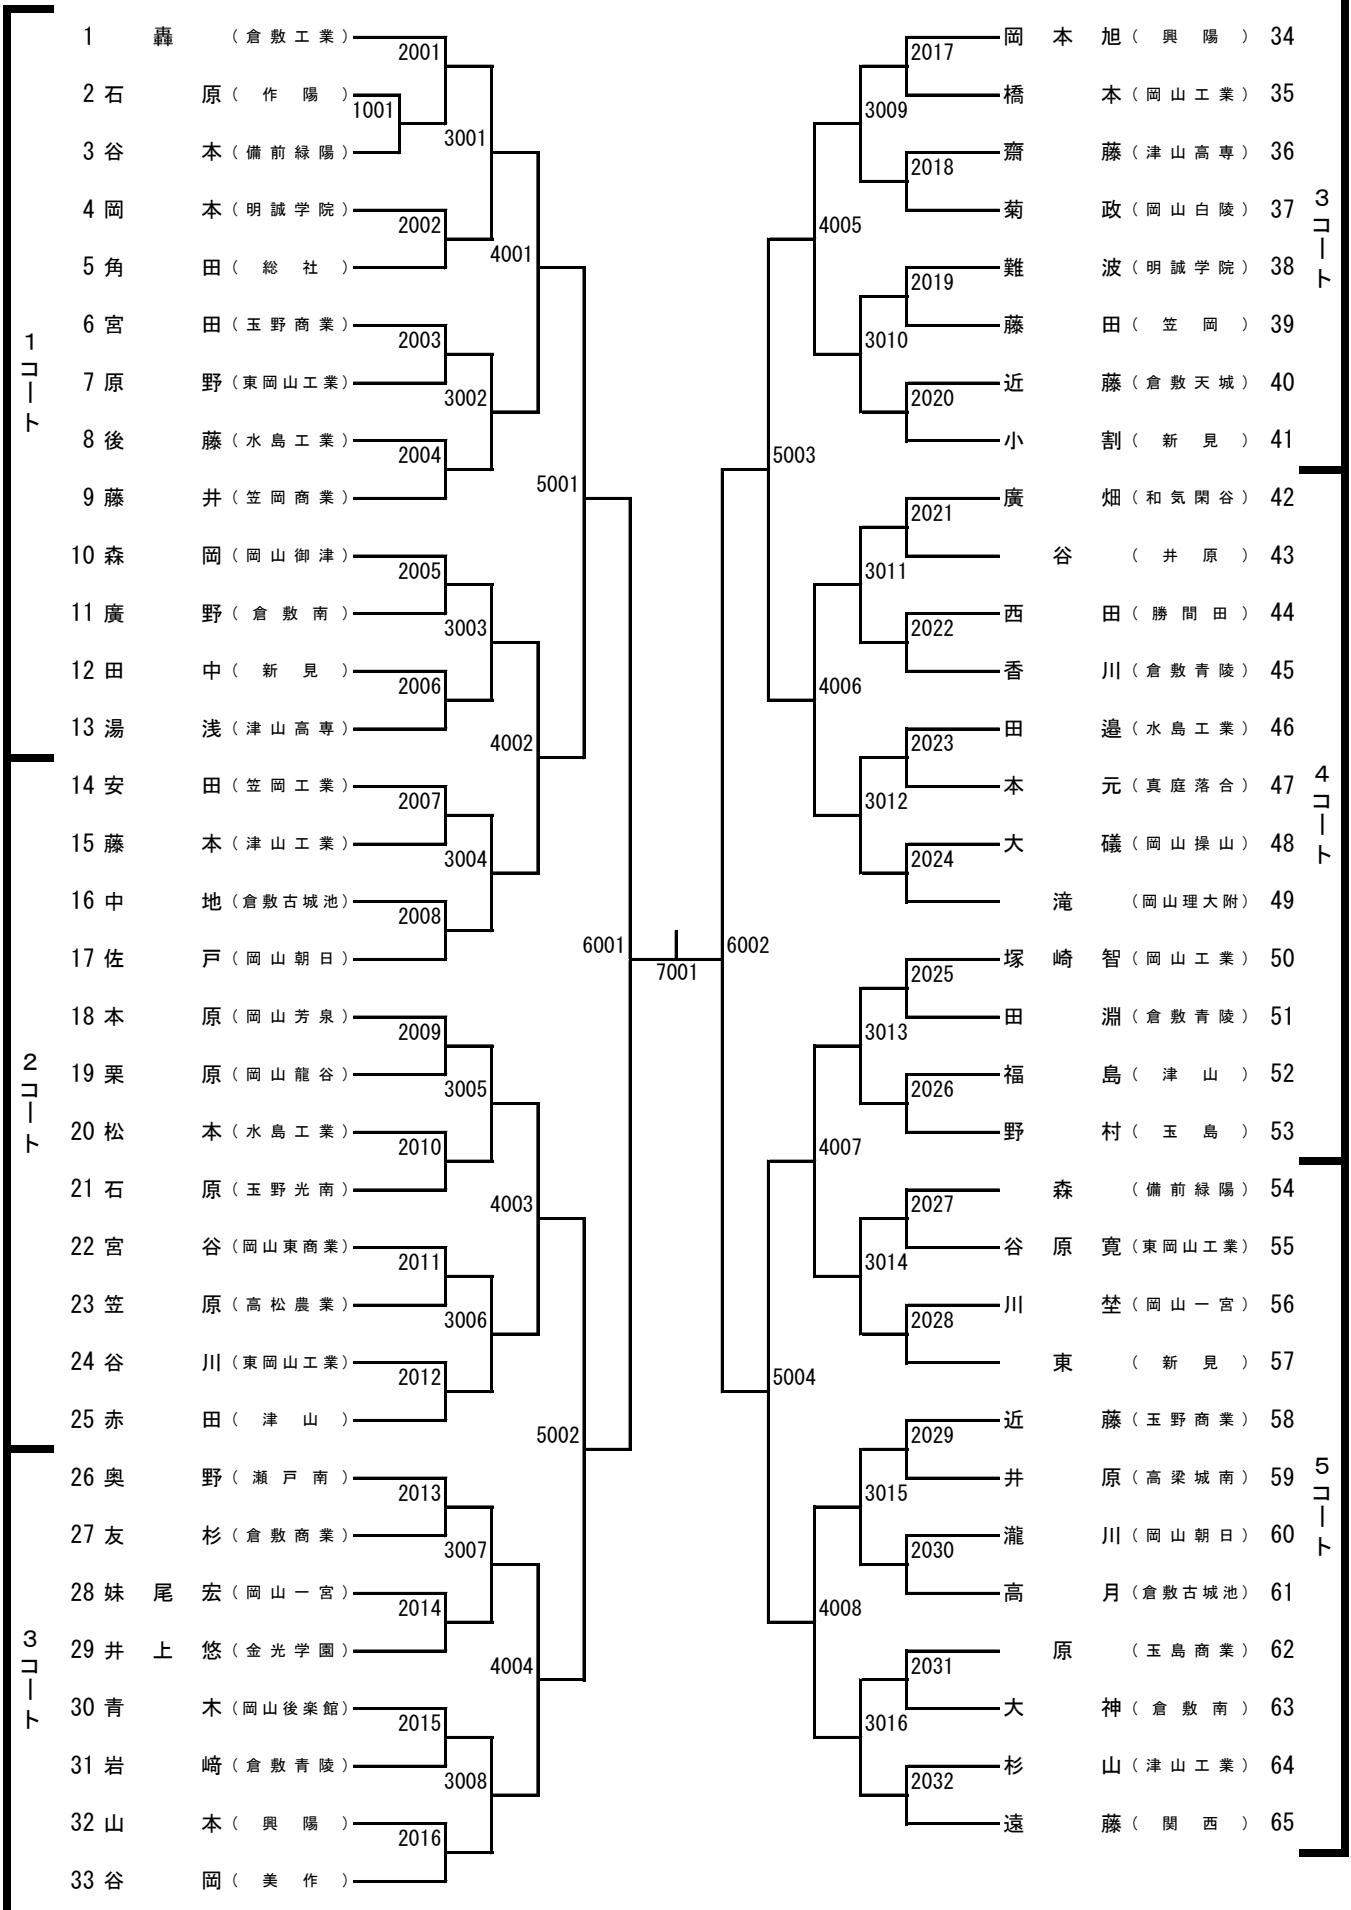 1コート
1 轟 （倉敷工業）
2 石原（作陽）
3 谷本（備前緑陽）
4 岡本（明誠学院）
5 角田（総社）
6 宮田（玉野商業）
7 原野（東岡山工業）
8 後藤（水島工業）
9 藤井（笠岡商業）
10 森岡（岡山御津）
11 廣野（倉敷南）
12 田中（新見）
13 湯浅（津山高専）
2コート
14 安田（笠岡工業）
15 藤本（津山工業）
16 中地（倉敷古城池）
17 佐戸（岡山朝日）
18 本原（岡山芳泉）
19 栗原（岡山龍谷）
20 松本（水島工業）
21 石原（玉野光南）
22 宮谷（岡山東商業）
23 笠原（高松農業）
24 谷川（東岡山工業）
25 赤田（津山）
3コート
26 奥野（瀬戸南）
27 友杉（倉敷商業）
28 妹尾宏（岡山一宮）
29 井上悠（金光学園）
30 青木（岡山後楽館）
31 岩﨑（倉敷青陵）
32 山本（興陽）
33 谷岡（美作）
2001
1001
3001
2002
4001
2003
3002
2004
5001
2005
3003
2006
4002
2007
3004
2008
6001
2009
3005
2010
4003
2011
3006
2012
5002
2013
3007
2014
4004
2015
3008
2016
7001
6002
2017
3009
2018
4005
2019
3010
2020
5003
2021
3011
2022
4006
2023
3012
2024
2025
3013
2026
4007
2027
3014
2028
5004
2029
3015
2030
4008
2031
3016
2032
岡本旭（興陽） 34
橋本（岡山工業） 35
齋藤（津山高専） 36
菊政（岡山白陵） 37
難波（明誠学院） 38
藤田（笠岡） 39
近藤（倉敷天城） 40
小割（新見） 41
3コート
廣畑（和気閑谷） 42
谷 （井原） 43
西田（勝間田） 44
香川（倉敷青陵） 45
田邉（水島工業） 46
本元（真庭落合） 47
大礒（岡山操山） 48
滝 （岡山理大附） 49
塚崎智（岡山工業） 50
田淵（倉敷青陵） 51
福島（津山） 52
野村（玉島） 53
4コート
森 （備前緑陽） 54
谷原寛（東岡山工業） 55
川埜（岡山一宮） 56
東 （新見） 57
近藤（玉野商業） 58
井原（高梁城南） 59
瀧川（岡山朝日） 60
高月（倉敷古城池） 61
原 （玉島商業） 62
大神（倉敷南） 63
杉山（津山工業） 64
遠藤（関西） 65
5コート